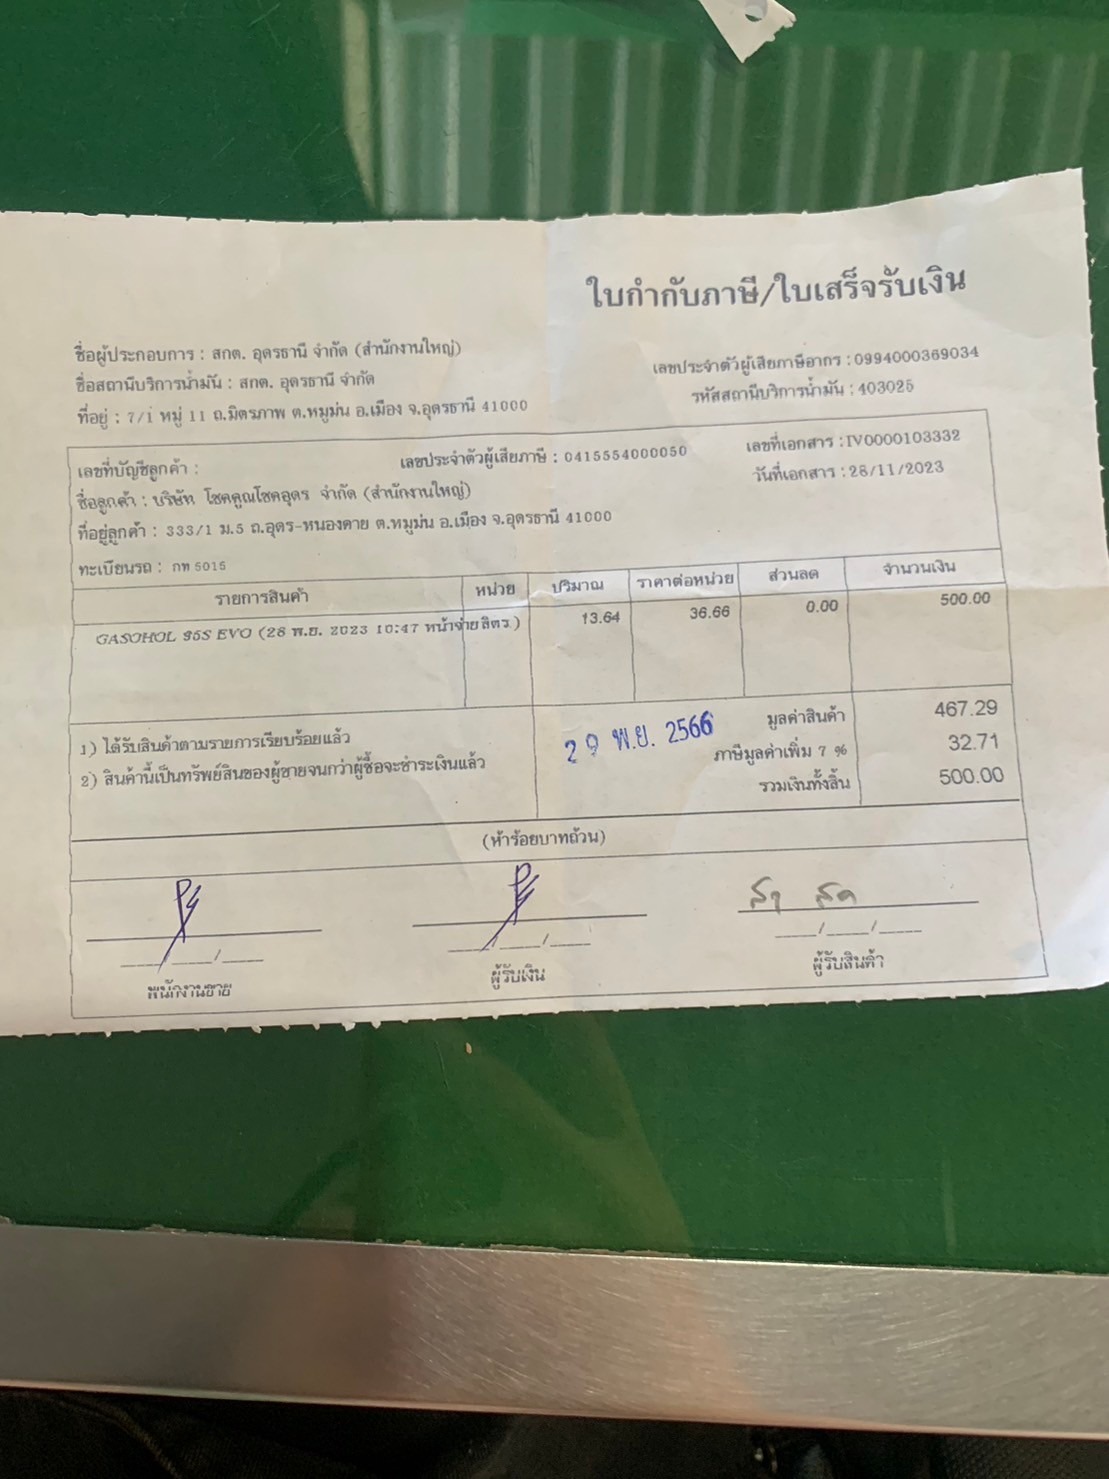 ใบกำกับภาษี/ใบเสร็จรับเงิน
ชื่อผู้ประกอบการ : สกต. อุดรธานี จำกัด (สำนักงานใหญ่)
เลขประจำตัวผู้เสียภาษีอากร : 0994000369034
ชื่อสถานีบริการน้ำมัน : สกต. อุดรธานี จำกัด
รหัสสถานีบริการน้ำมัน : 403025
ที่อยู่ : 7/1 หมู่ 11 ถ.มิตรภาพ ต.หมูม่น อ.เมือง จ.อุดรธานี 41000
เลขที่บัญชีลูกค้า : เลขประจำตัวผู้เสียภาษี : 0415554000050 เลขที่เอกสาร : IV0000103332
ชื่อลูกค้า : บริษัท โชคคูณโชคอุดร จำกัด (สำนักงานใหญ่) วันที่เอกสาร : 28/11/2023
ที่อยู่ลูกค้า : 333/1 ม.5 ถ.อุดร-หนองคาย ต.หมูม่น อ.เมือง จ.อุดรธานี 41000
ทะเบียนรถ : กท 5015
รายการสินค้า หน่วย ปริมาณ ราคาต่อหน่วย ส่วนลด จำนวนเงิน
GASOHOL 95S EVO (28 พ.ย. 2023 10:47 หน้าจ่าย ลิตร ) 13.64 36.66 0.00 500.00
1) ได้รับสินค้าตามรายการเรียบร้อยแล้ว มูลค่าสินค้า 467.29
29 พ.ย. 2566
2) สินค้านี้เป็นทรัพย์สินของผู้ขายจนกว่าผู้ซื้อจะชำระเงินแล้ว ภาษีมูลค่าเพิ่ม 7 % 32.71
รวมเงินทั้งสิ้น 500.00
(ห้าร้อยบาทถ้วน)
___/___/___ ___/___/___ ___/___/___
พนักงานขาย ผู้รับเงิน ผู้รับสินค้า